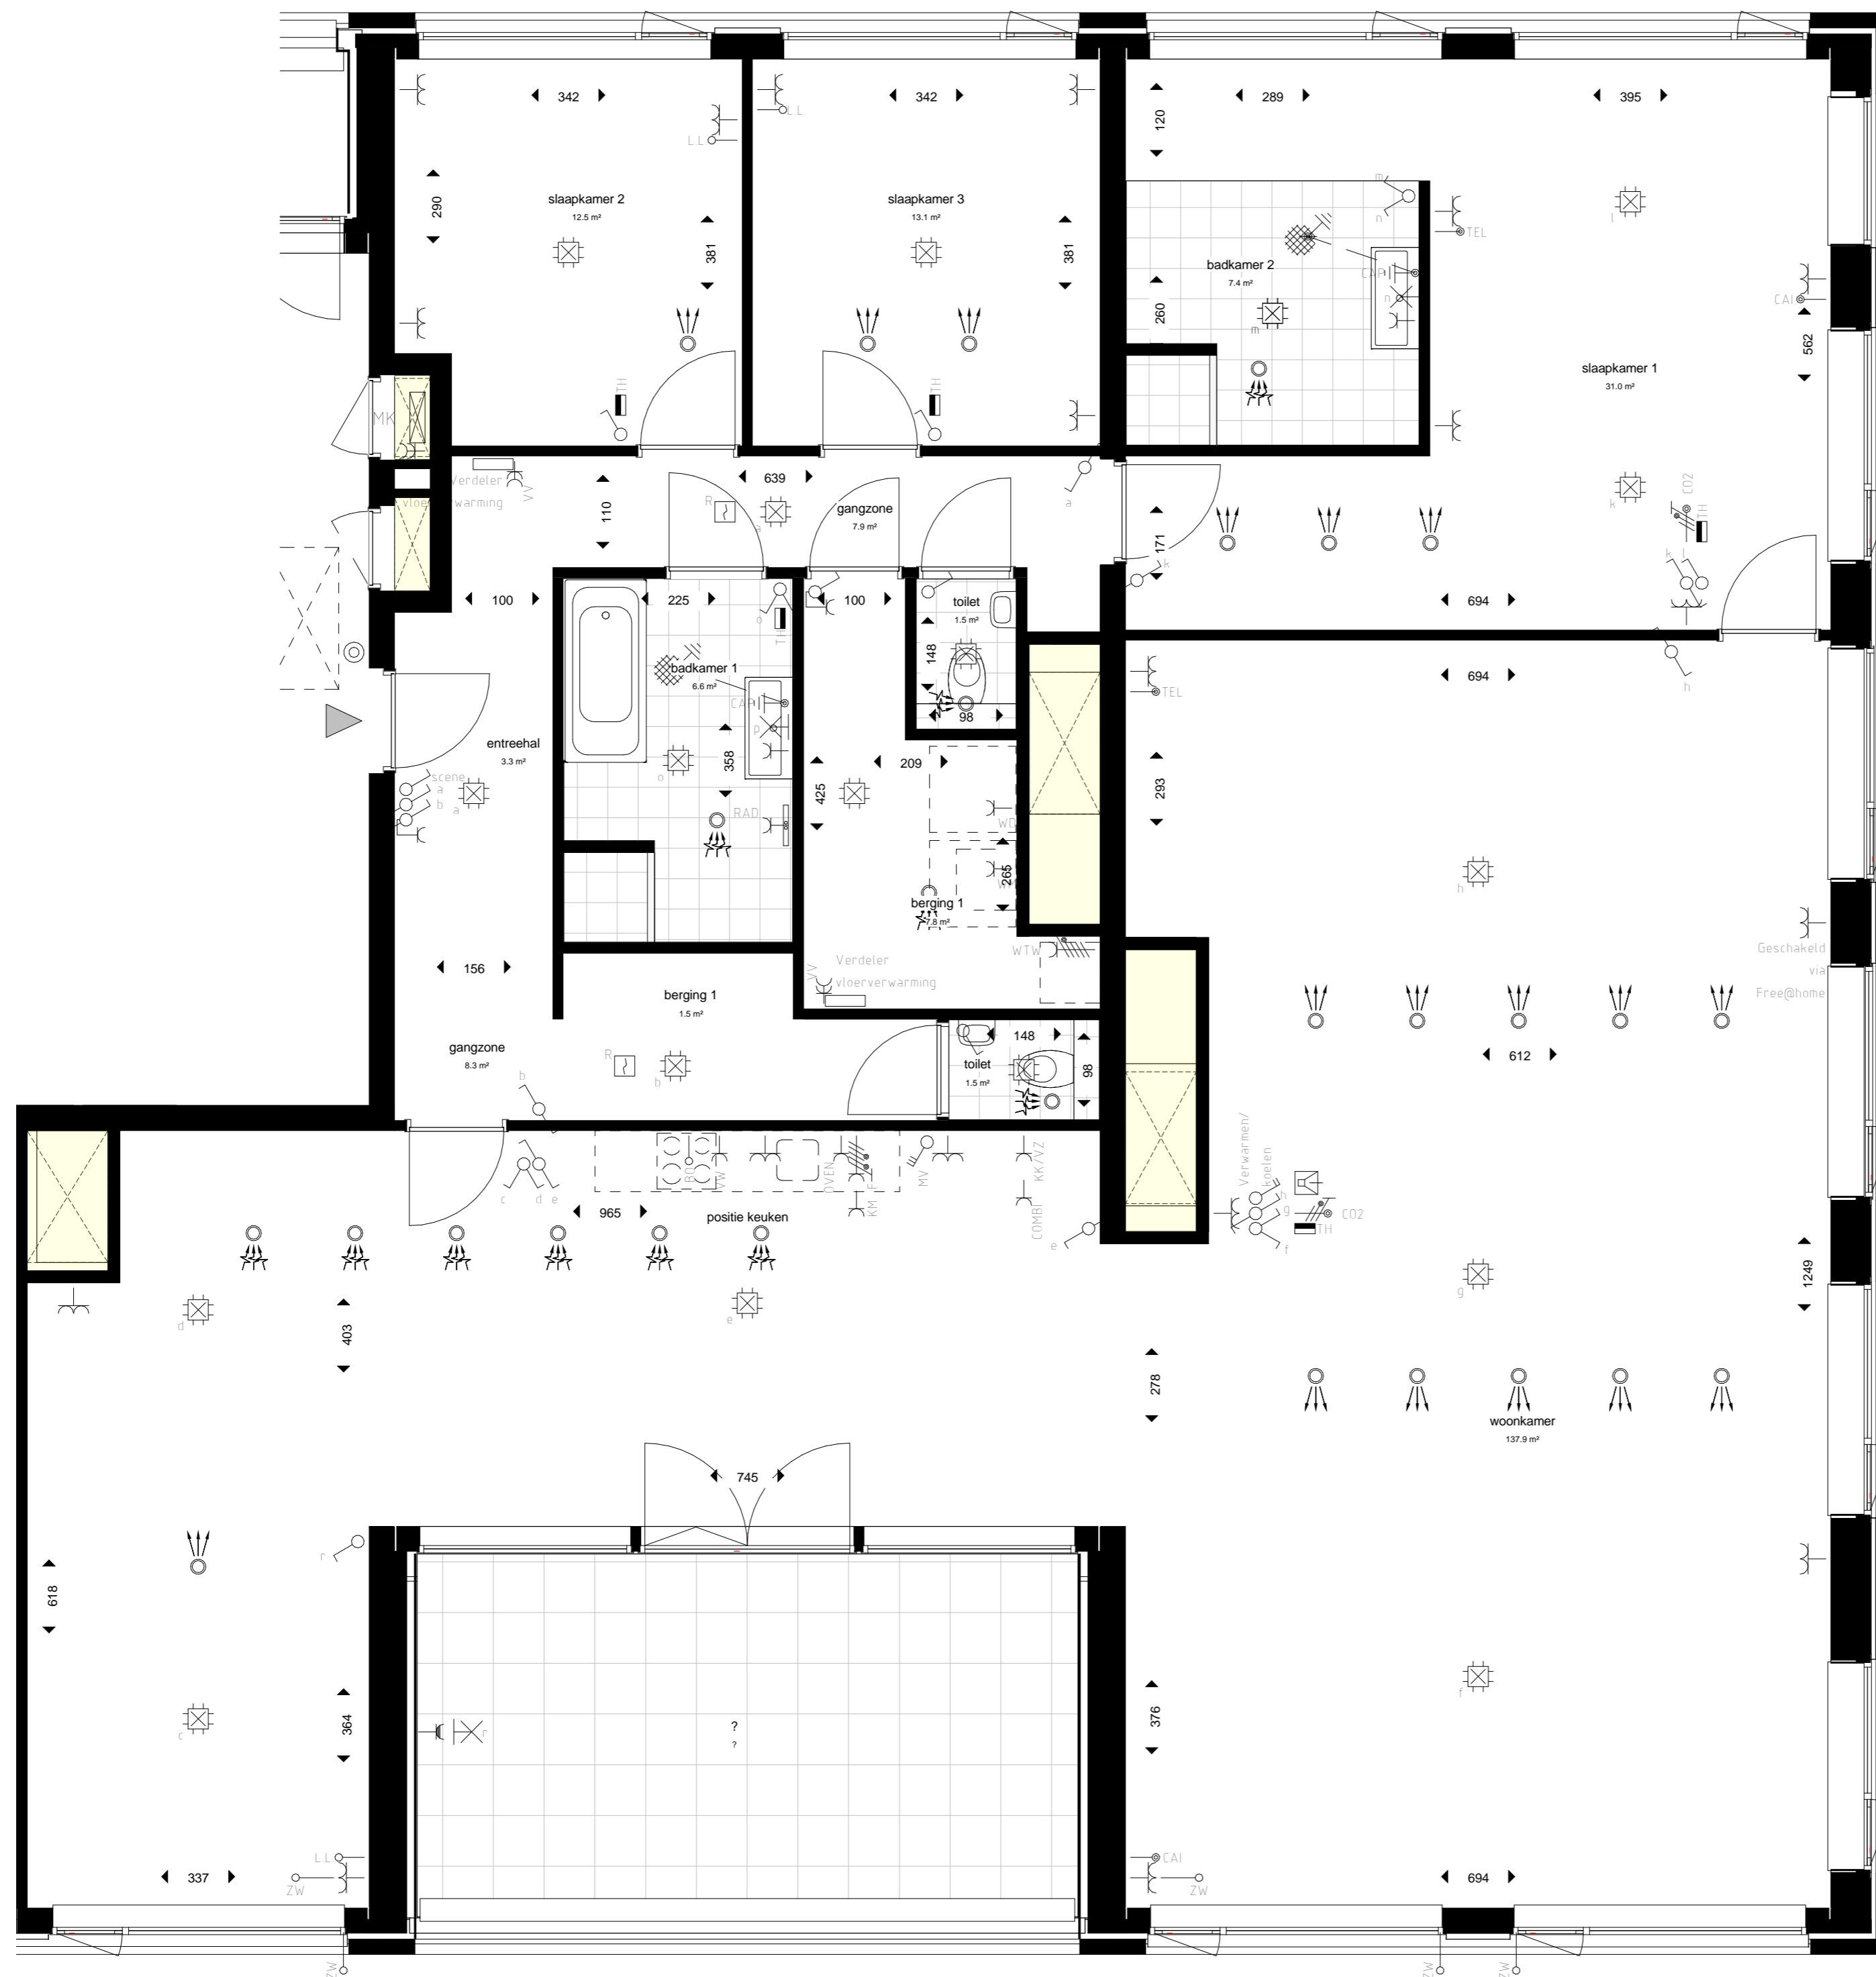 342
342
289
395
120
L.L.
L.L.
290
slaapkamer 2
12.5 m²
slaapkamer 3
13.1 m²
m
n
l
TEL
381
381
badkamer 2
7.4 m²
CAP
n
CAI
260
m
562
slaapkamer 1
31.0 m²
TH
TH
MK
Verdeler
vloerverwarming
VV
639
110
R
a
gangzone
7.9 m²
a
k
CO2
TH
171
k
k
l
100
225
100
toilet
1.5 m²
694
o
TH
148
badkamer 1
6.6 m²
694
h
TEL
CAP
p
98
entreehal
3.3 m²
358
o
209
425
293
scene
a
b
a
RAD
WD
265
berging 1
7.8 m²
h
Geschakeld
via
Free@home
156
WTW
VV
Verdeler
vloerverwarming
berging 1
1.5 m²
gangzone
8.3 m²
R
b
b
148
toilet
1.5 m²
98
612
Verwarmen/
koelen
c
d
e
VW
OVEN
F
KM
MV
KK/VZ
COMBI
965
positie keuken
e
h
g
f
CO2
TH
1249
d
403
e
g
278
woonkamer
137.9 m²
745
r
618
c
364
r
?
?
376
f
L.L.
ZW
337
CAI
ZW
694
ZW
ZW
ZW